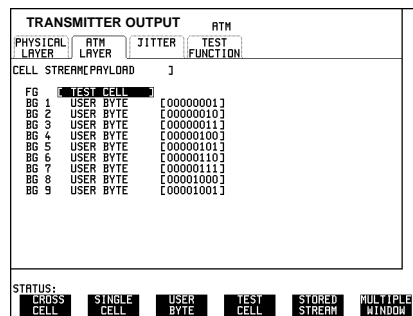 TRANSMITTER OUTPUT ATM
PHYSICAL LAYER ATM LAYER JITTER TEST FUNCTION
CELL STREAM[PAYLOAD ]
FG [ TEST CELL ]
BG 1 USER BYTE [00000001]
BG 2 USER BYTE [00000010]
BG 3 USER BYTE [00000011]
BG 4 USER BYTE [00000100]
BG 5 USER BYTE [00000101]
BG 6 USER BYTE [00000110]
BG 7 USER BYTE [00000111]
BG 8 USER BYTE [00001000]
BG 9 USER BYTE [00001001]
STATUS:
CROSS CELL SINGLE CELL USER BYTE TEST CELL STORED STREAM MULTIPLE WINDOW